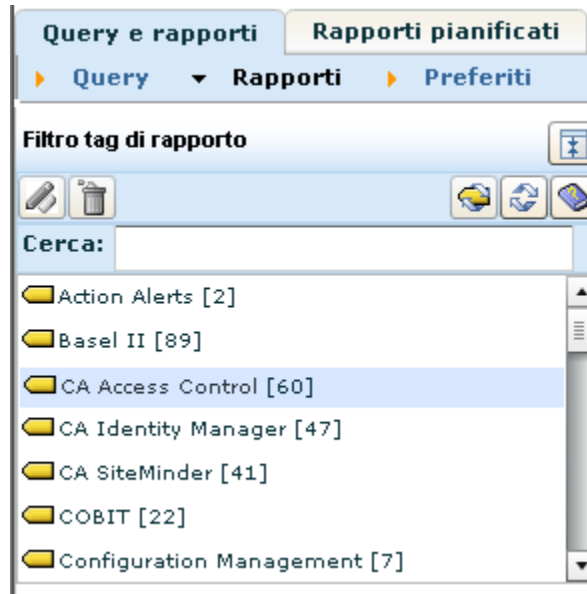 Query e rapporti Rapporti pianificati
Query Rapporti Preferiti
Filtro tag di rapporto
Cerca:
Action Alerts [2]
Basel II [89]
CA Access Control [60]
CA Identity Manager [47]
CA SiteMinder [41]
COBIT [22]
Configuration Management [7]